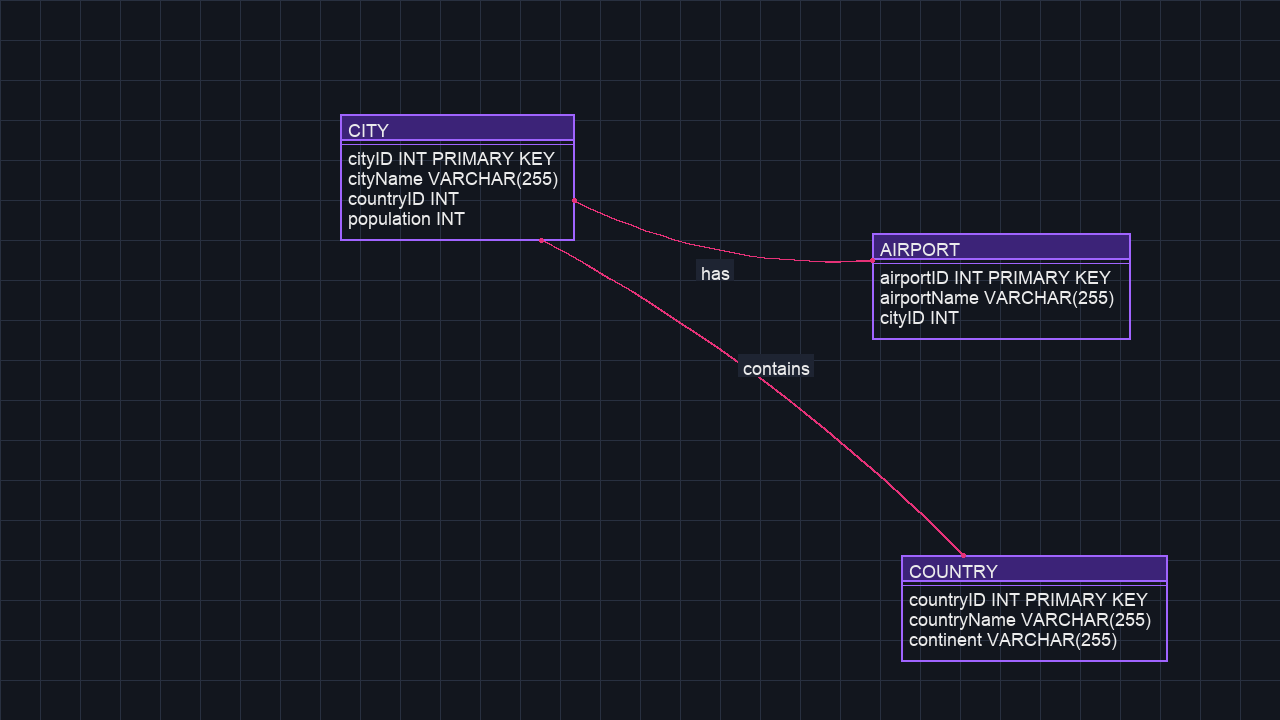 CITY
cityID INT PRIMARY KEY
cityName VARCHAR(255)
countryID INT
population INT
has
AIRPORT
airportID INT PRIMARY KEY
airportName VARCHAR(255)
cityID INT
contains
COUNTRY
countryID INT PRIMARY KEY
countryName VARCHAR(255)
continent VARCHAR(255)